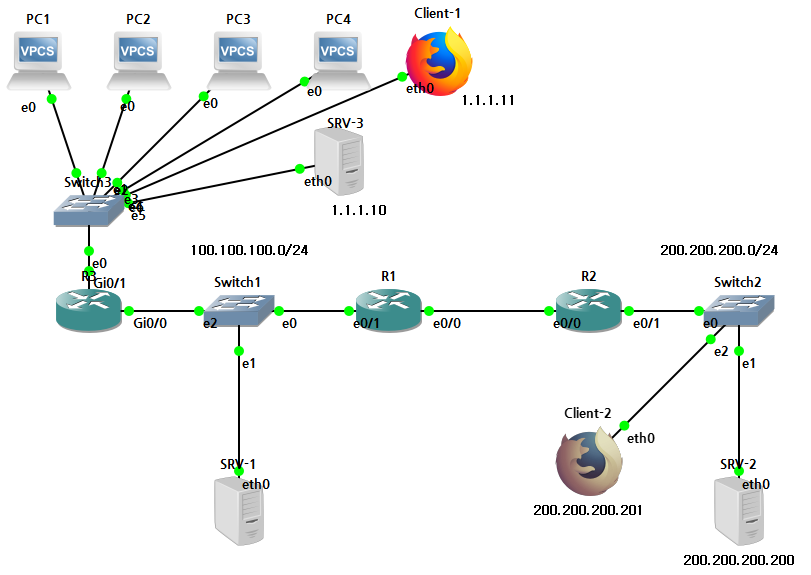 PC1
PC2
PC3
PC4
Client-1
VPCS
VPCS
VPCS
VPCS
e0
e0
e0
e0
eth0
1.1.1.11
SRV-3
eth0
1.1.1.10
Switch3
e3
e5
e0
R3
Gi0/1
100.100.100.0/24
200.200.200.0/24
Switch1
R1
R2
Switch2
Gi0/0
e2
e0
e0/1
e0/0
e0/0
e0/1
e0
e1
e2
e1
Client-2
eth0
SRV-1
eth0
SRV-2
eth0
200.200.200.201
200.200.200.200